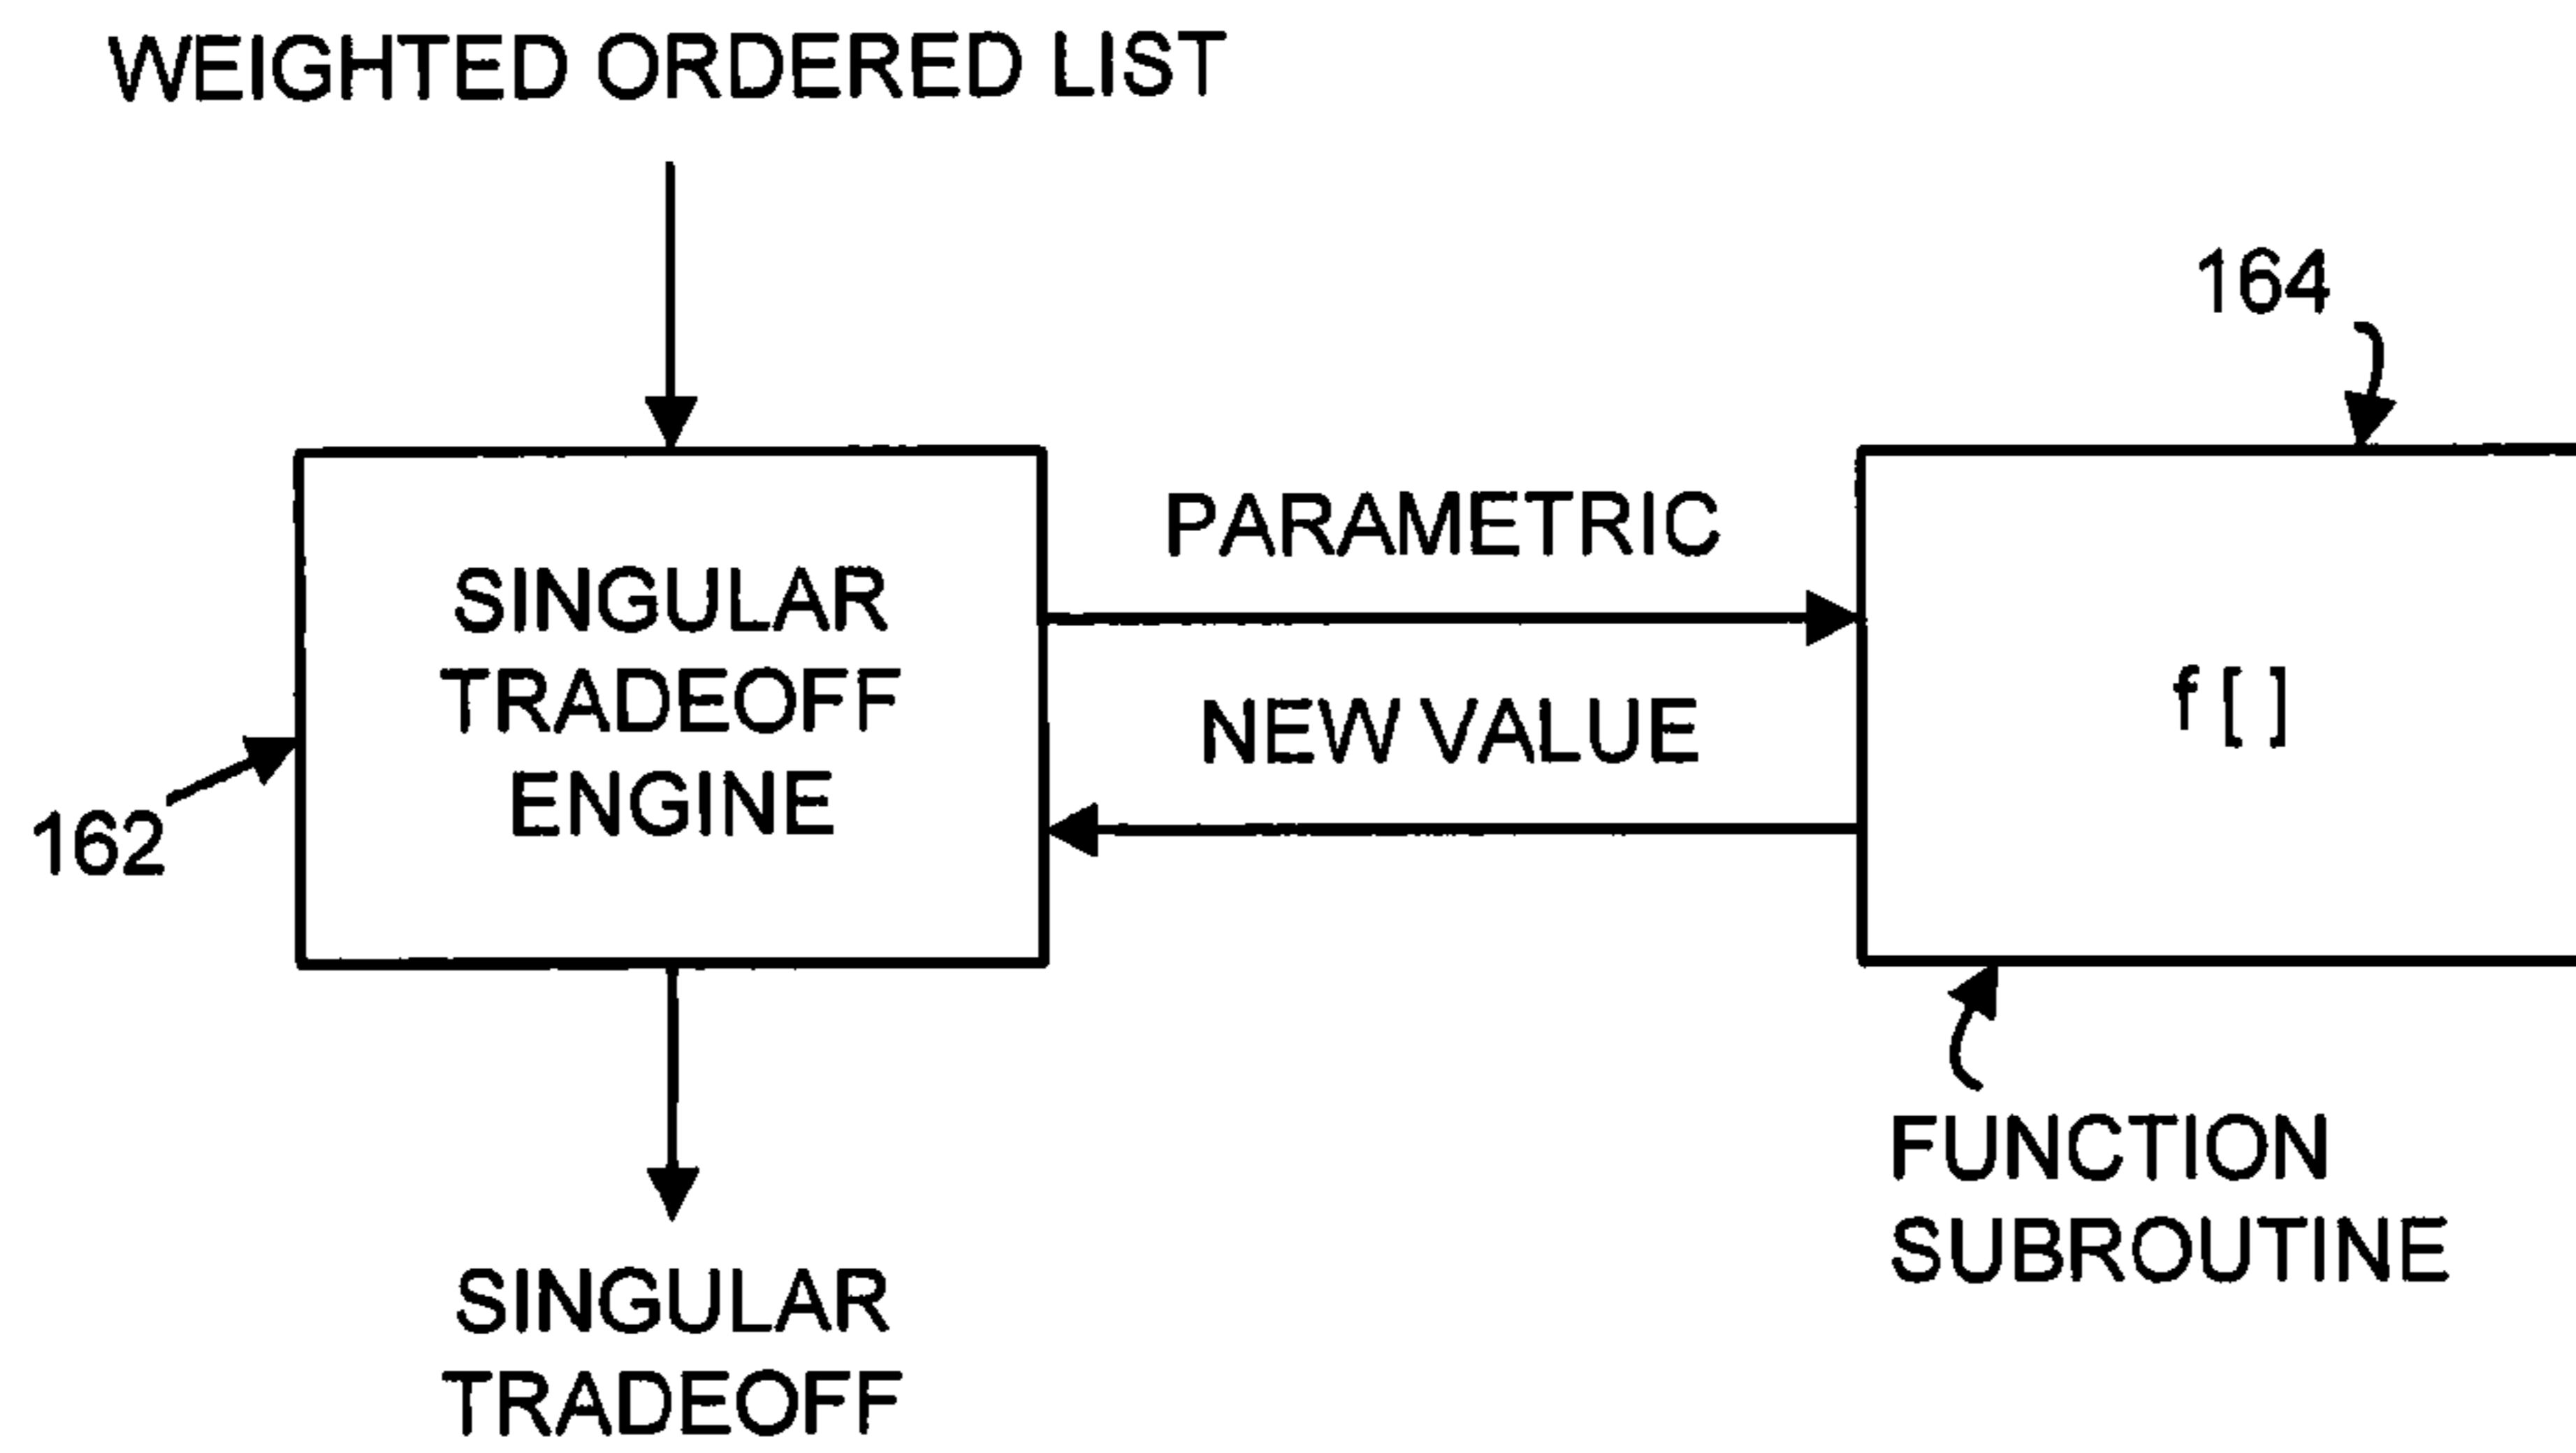 WEIGHTED ORDERED LIST
164
PARAMETRIC
SINGULAR
TRADEOFF
ENGINE
f [ ]
NEW VALUE
162
FUNCTION
SUBROUTINE
SINGULAR
TRADEOFF